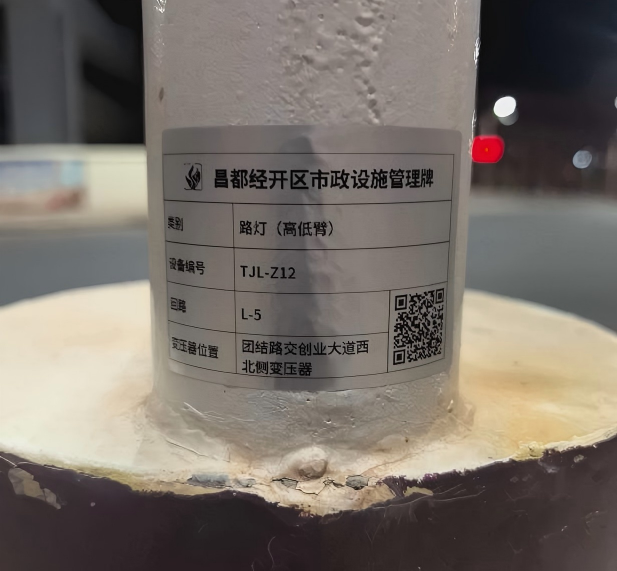 昌都经开区市政设施管理牌
类别 路灯（高低臂）
设备编号 TJL-Z12
回路 L-5
变压器位置 团结路交创业大道西
北侧变压器